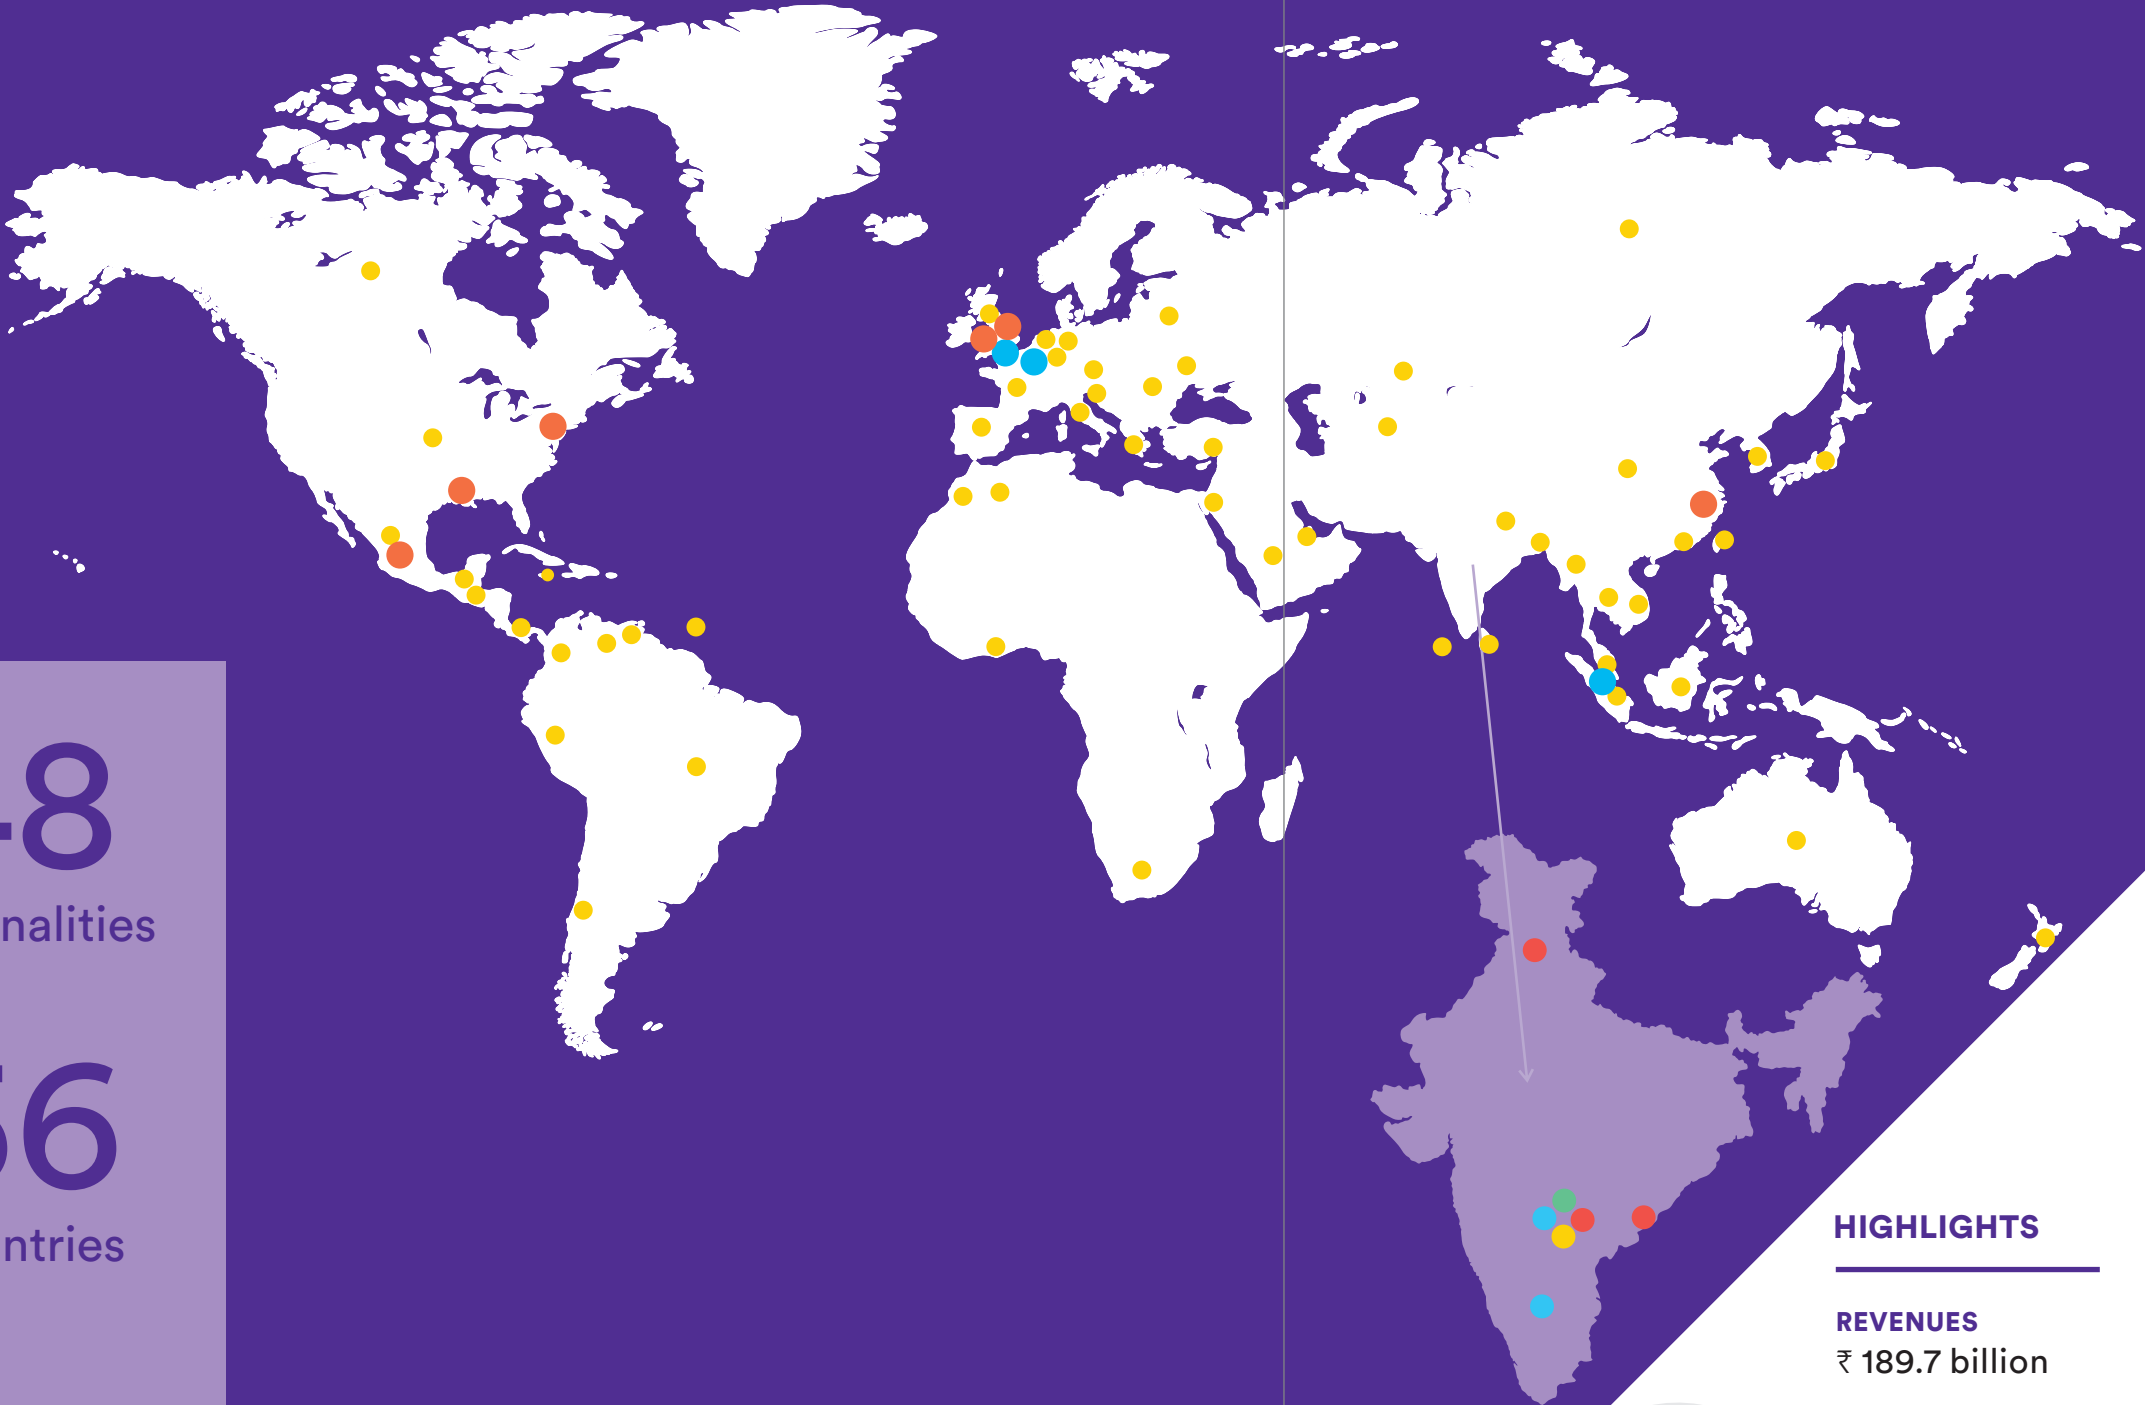 8
nalities
6
ntries
HIGHLIGHTS
REVENUES
₹ 189.7 billion